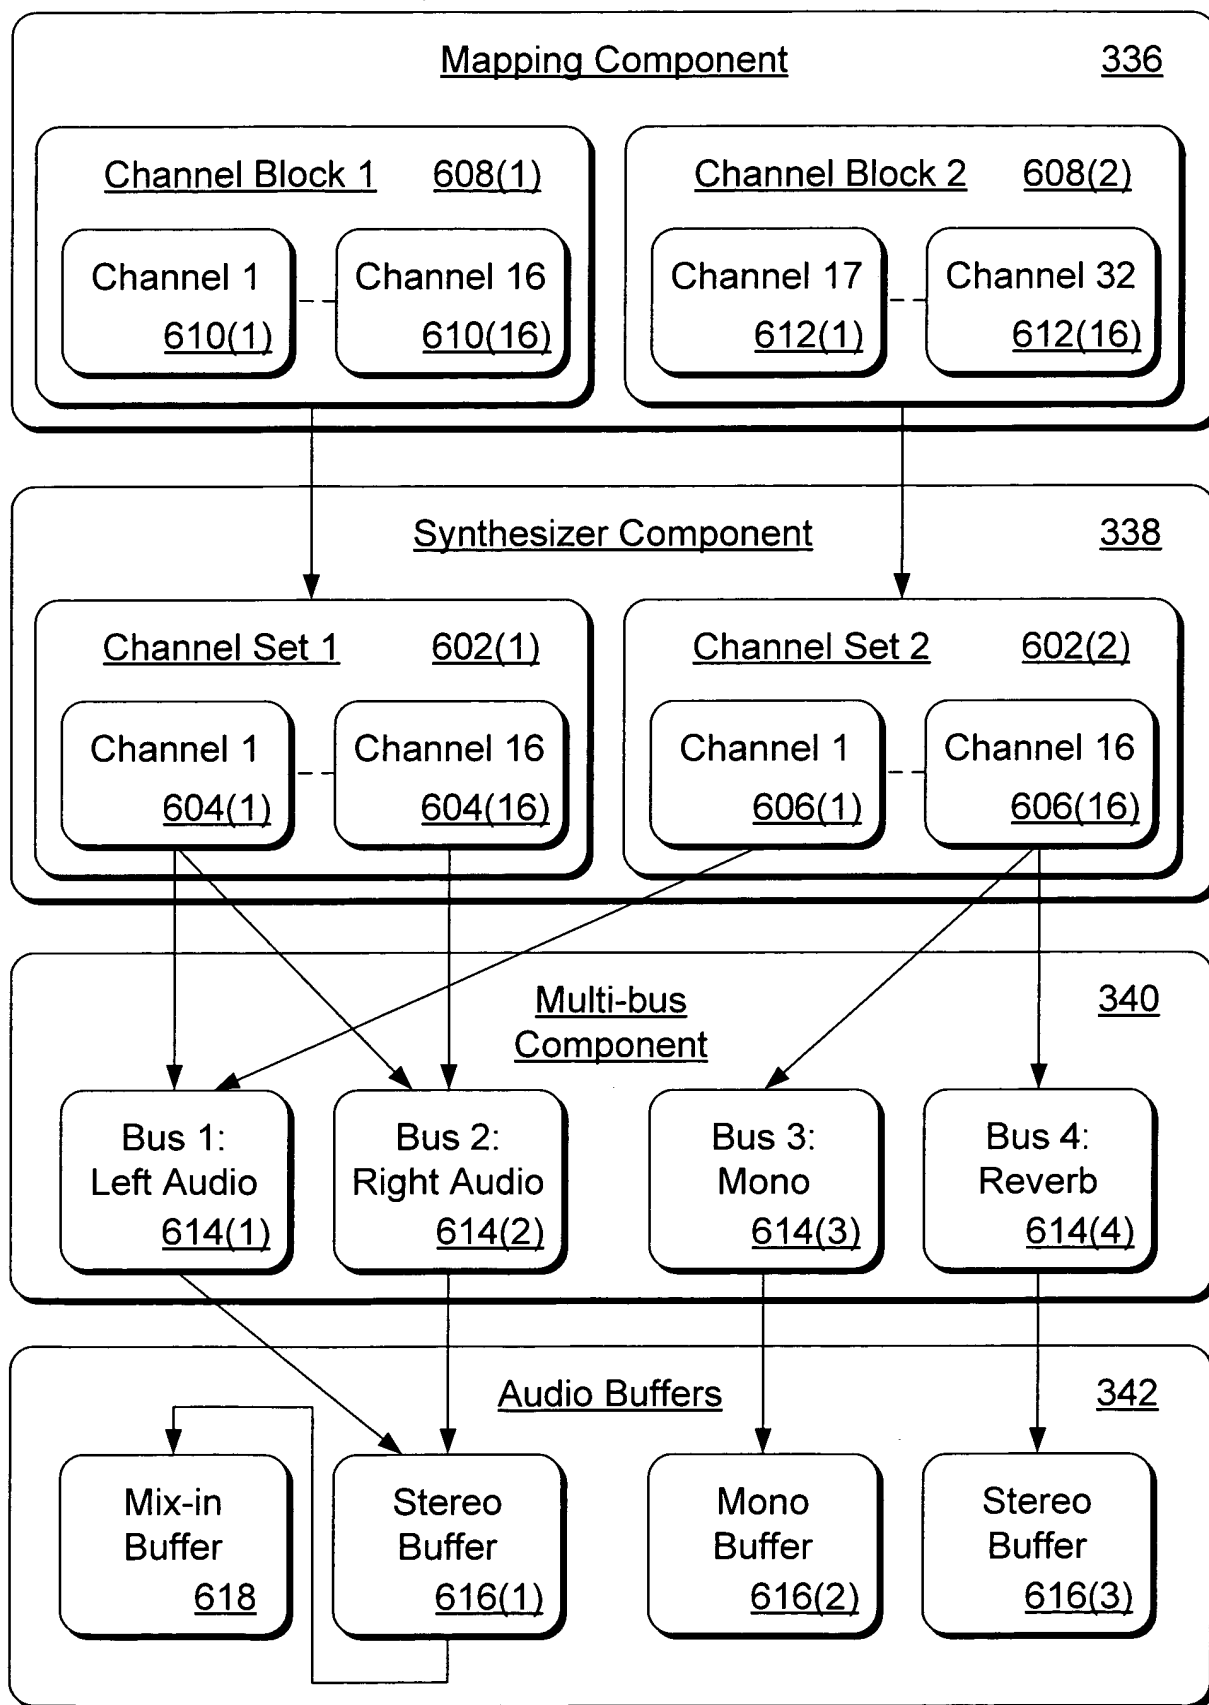 Mapping Component 336
Channel Block 1 608(1)
Channel Block 2 608(2)
Channel 1
610(1)
Channel 16
610(16)
Channel 17
612(1)
Channel 32
612(16)
Synthesizer Component 338
Channel Set 1 602(1)
Channel Set 2 602(2)
Channel 1
604(1)
Channel 16
604(16)
Channel 1
606(1)
Channel 16
606(16)
Multi-bus
Component
340
Bus 1:
Left Audio
614(1)
Bus 2:
Right Audio
614(2)
Bus 3:
Mono
614(3)
Bus 4:
Reverb
614(4)
Audio Buffers 342
Mix-in
Buffer
618
Stereo
Buffer
616(1)
Mono
Buffer
616(2)
Stereo
Buffer
616(3)